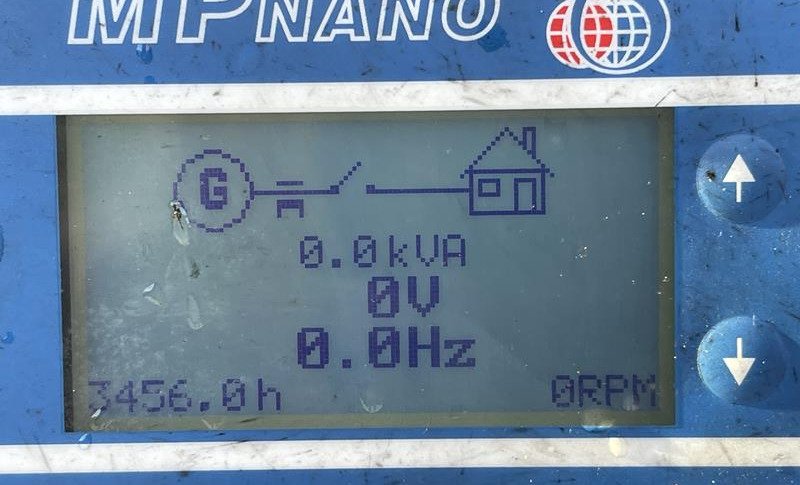 MPNANO
G
0.0kVA
0V
0.0Hz
3456.0h 0RPM